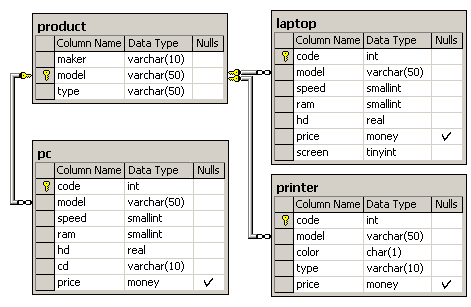 product
Column Name Data Type Nulls
maker varchar(10)
model varchar(50)
type varchar(50)
laptop
Column Name Data Type Nulls
code int
model varchar(50)
speed smallint
ram smallint
hd real
price money ✓
screen tinyint
pc
Column Name Data Type Nulls
code int
model varchar(50)
speed smallint
ram smallint
hd real
cd varchar(10)
price money ✓
printer
Column Name Data Type Nulls
code int
model varchar(50)
color char(1)
type varchar(10)
price money ✓